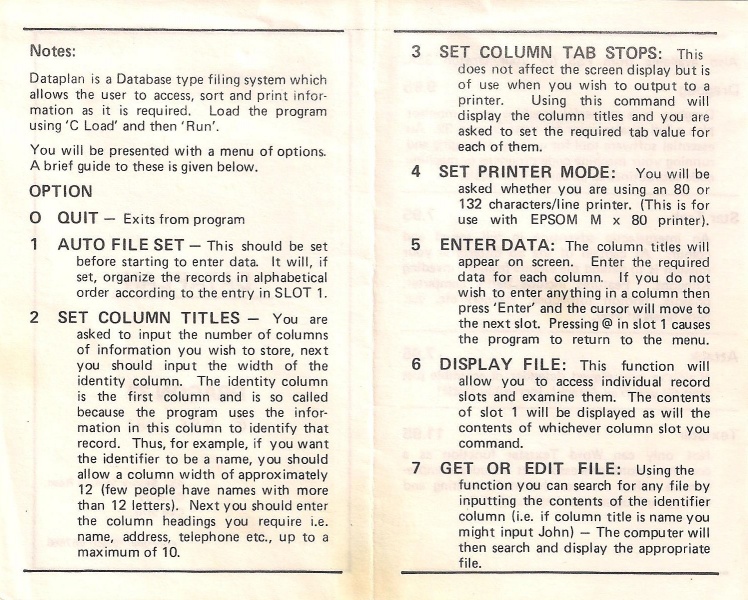 Notes:
Dataplan is a Database type filing system which
allows the user to access, sort and print infor-
mation as it is required. Load the program
using 'C Load' and then 'Run'.
You will be presented with a menu of options.
A brief guide to these is given below.
OPTION
O QUIT — Exits from program
1 AUTO FILE SET — This should be set
before starting to enter data. It will, if
set, organize the records in alphabetical
order according to the entry in SLOT 1.
2 SET COLUMN TITLES — You are
asked to input the number of columns
of information you wish to store, next
you should input the width of the
identity column. The identity column
is the first column and is so called
because the program uses the infor-
mation in this column to identify that
record. Thus, for example, if you want
the identifier to be a name, you should
allow a column width of approximately
12 (few people have names with more
than 12 letters). Next you should enter
the column headings you require i.e.
name, address, telephone etc., up to a
maximum of 10.
3 SET COLUMN TAB STOPS: This
does not affect the screen display but is
of use when you wish to output to a
printer. Using this command will
display the column titles and you are
asked to set the required tab value for
each of them.
4 SET PRINTER MODE: You will be
asked whether you are using an 80 or
132 characters/line printer. (This is for
use with EPSOM M x 80 printer).
5 ENTER DATA: The column titles will
appear on screen. Enter the required
data for each column. If you do not
wish to enter anything in a column then
press 'Enter' and the cursor will move to
the next slot. Pressing @ in slot 1 causes
the program to return to the menu.
6 DISPLAY FILE: This function will
allow you to access individual record
slots and examine them. The contents
of slot 1 will be displayed as will the
contents of whichever column slot you
command.
7 GET OR EDIT FILE: Using the
function you can search for any file by
inputting the contents of the identifier
column (i.e. if column title is name you
might input John) — The computer will
then search and display the appropriate
file.